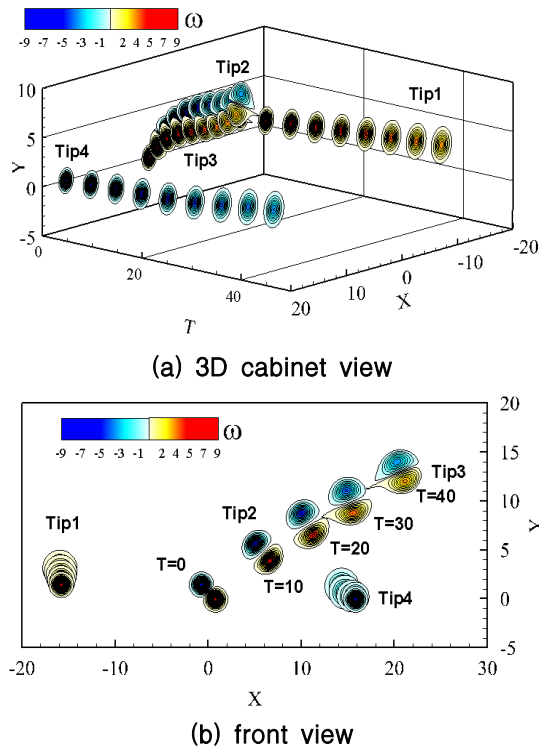 ω
-9 -7 -5 -3 2 4 5 7 9
10
5
0
-5
Y
Tip2
Tip1
Tip4
Tip3
0
20
40
T
20
10
0
-10
-20
X
(a) 3D cabinet view
ω
-9 -7 -5 -3 2 4 5 7 9
20
15
10
5
0
-5
Y
Tip3
T=40
Tip1
Tip2
T=30
T=20
T=0
T=10
Tip4
-20 -10 0 10 20 30
X
(b) front view